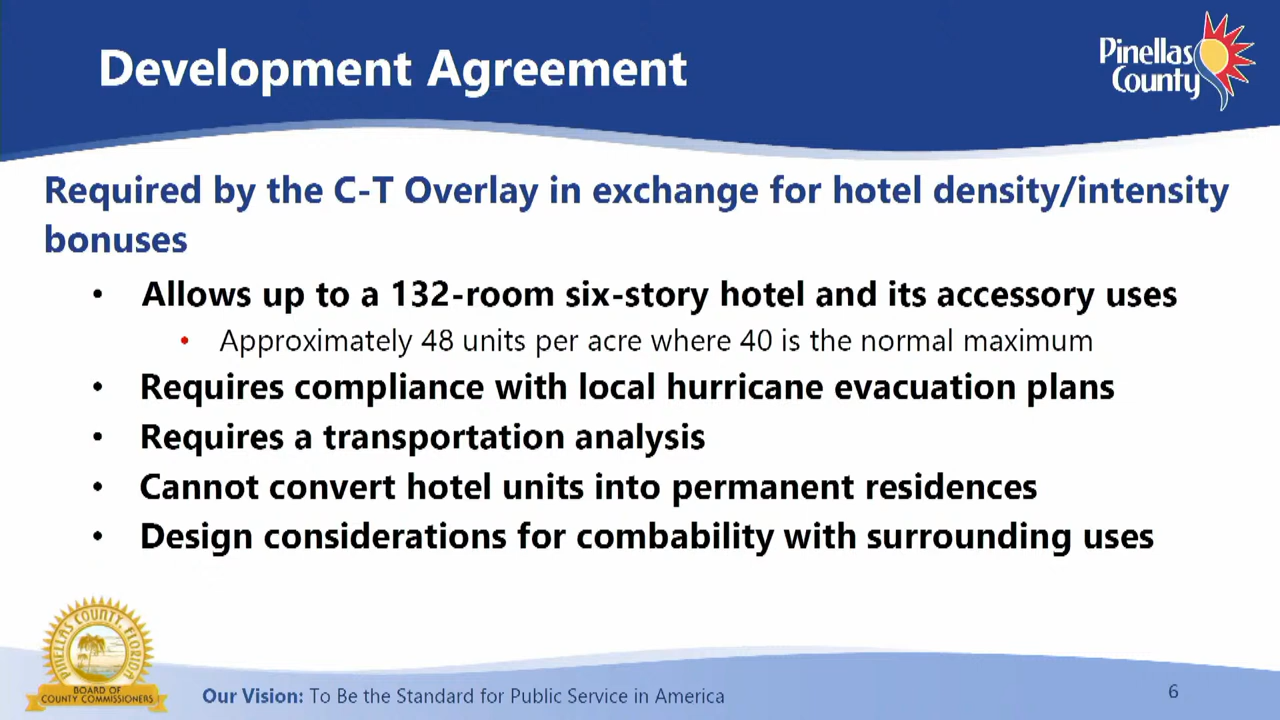 Development Agreement
Pinellas
County
Required by the C-T Overlay in exchange for hotel density/intensity
bonuses
• Allows up to a 132-room six-story hotel and its accessory uses
• Approximately 48 units per acre where 40 is the normal maximum
• Requires compliance with local hurricane evacuation plans
• Requires a transportation analysis
• Cannot convert hotel units into permanent residences
• Design considerations for combability with surrounding uses
PINELLAS COUNTY, FLORIDA
BOARD OF
COUNTY COMMISSIONERS
Our Vision: To Be the Standard for Public Service in America
6